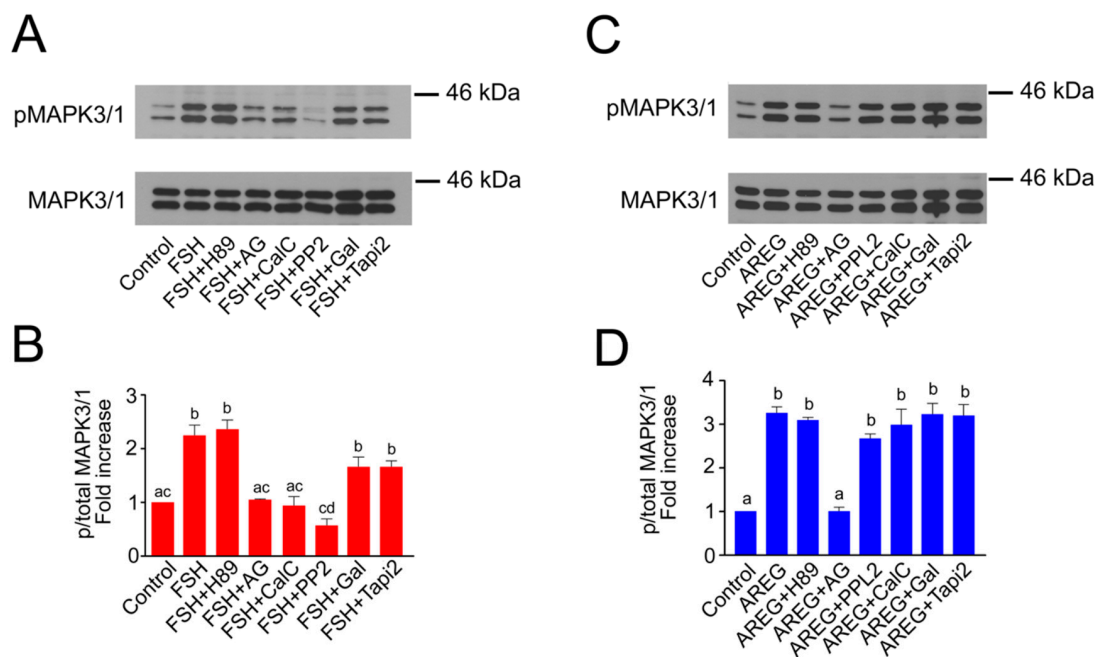 A
pMAPK3/1
46 kDa
MAPK3/1
46 kDa
Control
FSH
FSH+H89
FSH+AG
FSH+CalC
FSH+PP2
FSH+Gal
FSH+Tapi2
B
p/total MAPK3/1
Fold increase
3
2
1
0
ac
b
b
ac
ac
cd
b
b
Control
FSH
FSH+H89
FSH+AG
FSH+CalC
FSH+PP2
FSH+Gal
FSH+Tapi2
C
pMAPK3/1
46 kDa
MAPK3/1
46 kDa
Control
AREG
AREG+H89
AREG+AG
AREG+PPL2
AREG+CalC
AREG+Gal
AREG+Tapi2
D
p/total MAPK3/1
Fold increase
4
3
2
1
0
a
b
b
a
b
b
b
b
Control
AREG
AREG+H89
AREG+AG
AREG+PPL2
AREG+CalC
AREG+Gal
AREG+Tapi2